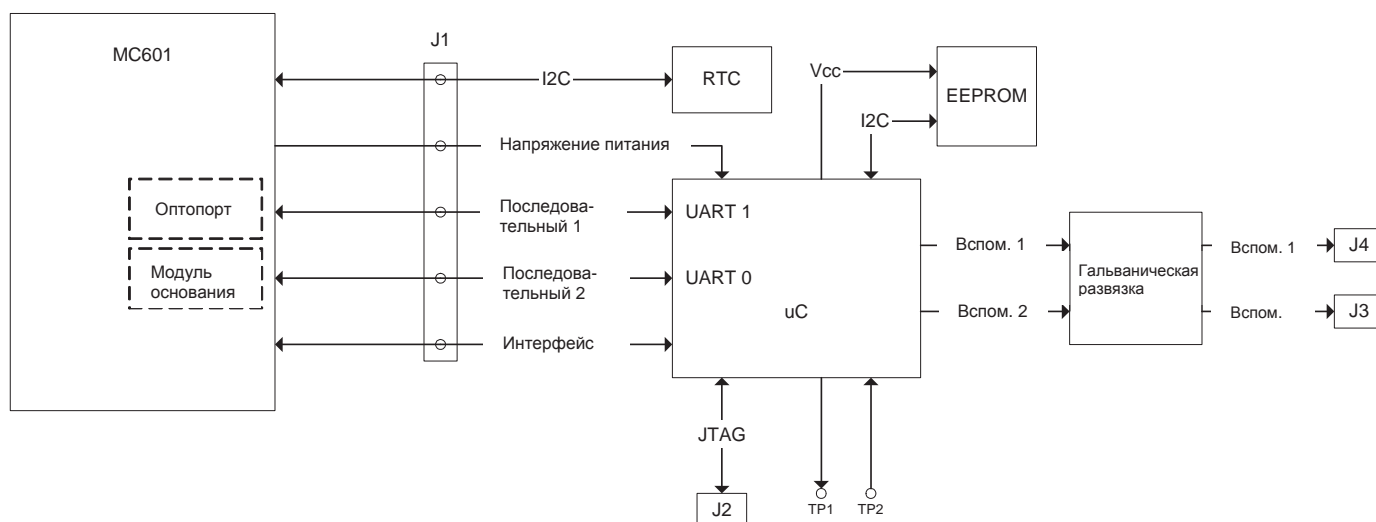 MC601
J1
I2C
RTC
Vcc
EEPROM
I2C
Напряжение питания
Оптопорт
Последова-
тельный 1
UART 1
Модуль
основания
Последова-
тельный 2
UART 0
uC
Интерфейс
Вспом. 1
Вспом. 2
Гальваническая
развязка
Вспом. 1
J4
Вспом.
J3
JTAG
J2
TP1
TP2